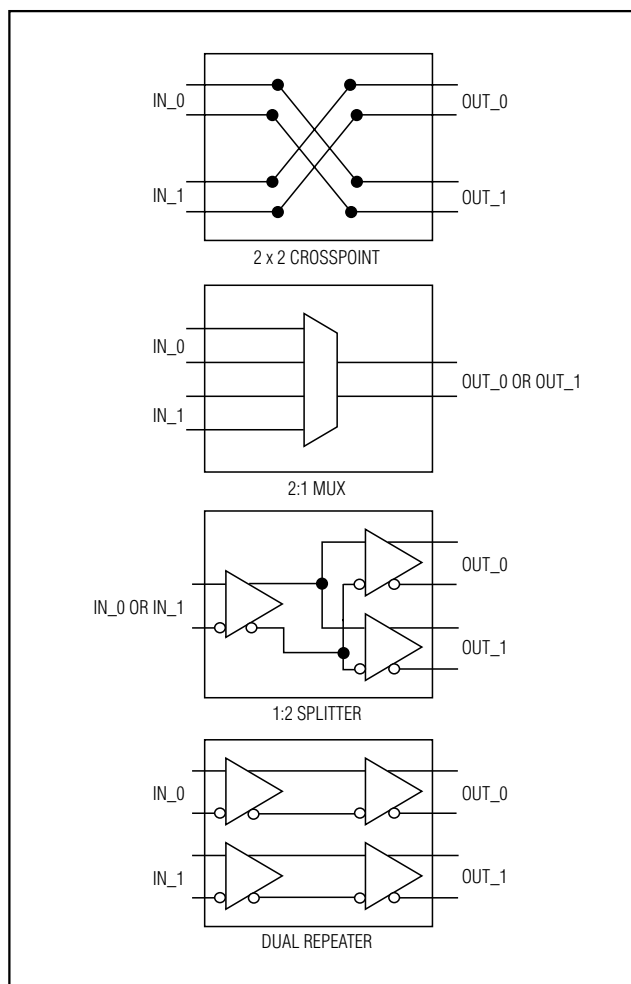 IN_0
OUT_0
IN_1
OUT_1
2 x 2 CROSSPOINT
IN_0
OUT_0 OR OUT_1
IN_1
2:1 MUX
OUT_0
IN_0 OR IN_1
OUT_1
1:2 SPLITTER
IN_0
OUT_0
IN_1
OUT_1
DUAL REPEATER